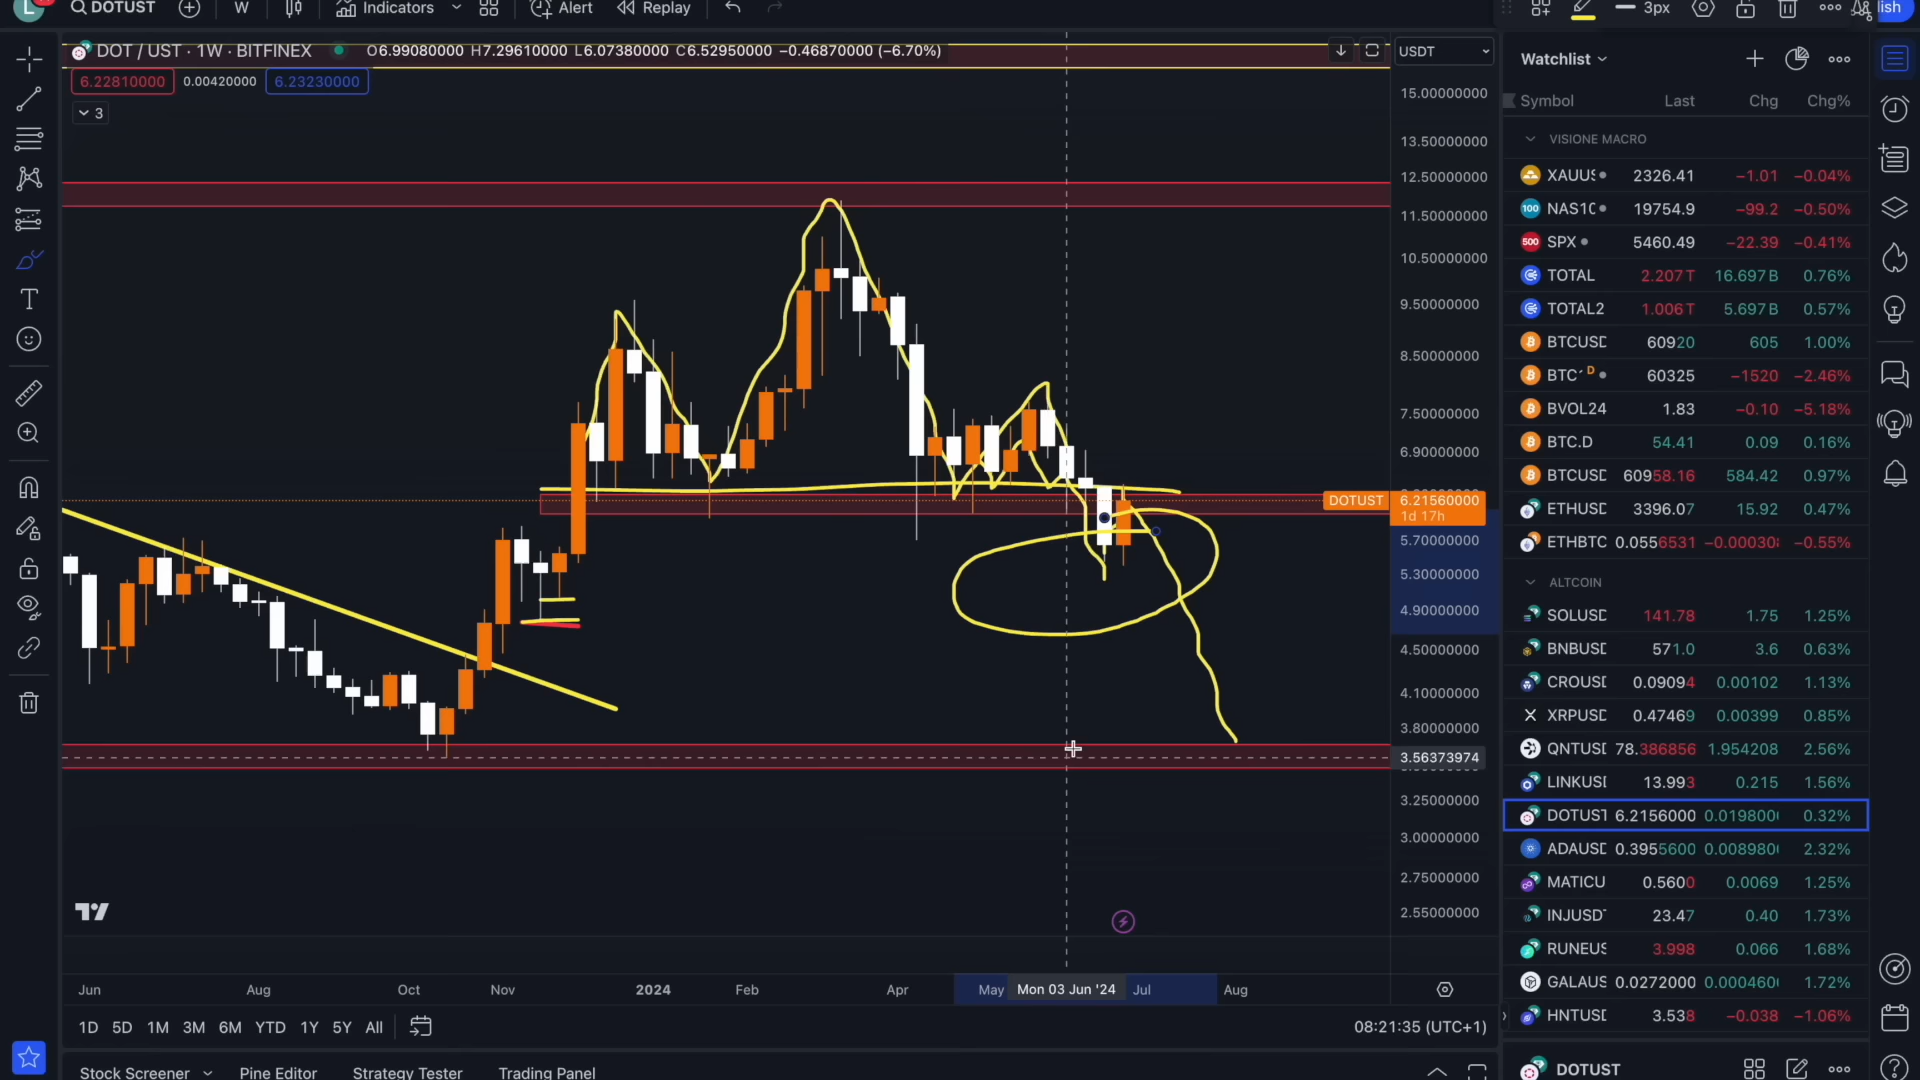 L DOTUST W Indicators Alert Replay 3px lish
DOT / UST · 1W · BITFINEX O6.99080000 H7.29610000 L6.07380000 C6.52950000 −0.46870000 (−6.70%)
6.22810000 0.00420000 6.23230000
3
USDT
15.00000000
13.50000000
12.50000000
11.50000000
10.50000000
9.50000000
8.50000000
7.50000000
6.90000000
DOTUST 6.21560000
1d 17h
5.70000000
5.30000000
4.90000000
4.50000000
4.10000000
3.80000000
3.56373974
3.25000000
3.00000000
2.75000000
2.55000000
Jun Aug Oct Nov 2024 Feb Apr May Mon 03 Jun '24 Jul Aug
1D 5D 1M 3M 6M YTD 1Y 5Y All 08:21:35 (UTC+1)
Stock Screener Pine Editor Strategy Tester Trading Panel
Watchlist
Symbol Last Chg Chg%
VISIONE MACRO
XAUUS 2326.41 −1.01 −0.04%
NAS10 19754.9 −99.2 −0.50%
SPX 5460.49 −22.39 −0.41%
TOTAL 2.207 T 16.697 B 0.76%
TOTAL2 1.006 T 5.697 B 0.57%
BTCUSD 60920 605 1.00%
BTC D 60325 −1520 −2.46%
BVOL24 1.83 −0.10 −5.18%
BTC.D 54.41 0.09 0.16%
BTCUSD 60958.16 584.42 0.97%
ETHUSD 3396.07 15.92 0.47%
ETHBTC 0.0556531 −0.00030 −0.55%
ALTCOIN
SOLUSD 141.78 1.75 1.25%
BNBUSD 571.0 3.6 0.63%
CROUSD 0.09094 0.00102 1.13%
XRPUSD 0.47469 0.00399 0.85%
QNTUSD 78.386856 1.954208 2.56%
LINKUSD 13.993 0.215 1.56%
DOTUST 6.2156000 0.019800 0.32%
ADAUSD 0.3955600 0.008980 2.32%
MATICU 0.5600 0.0069 1.25%
INJUSD 23.47 0.40 1.73%
RUNEUS 3.998 0.066 1.68%
GALAUS 0.0272000 0.000460 1.72%
HNTUSD 3.538 −0.038 −1.06%
DOTUST